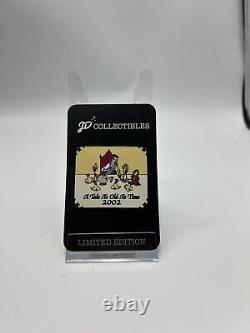 JD COLLECTIBLES
A Tale As Old As Time
2002
LIMITED EDITION